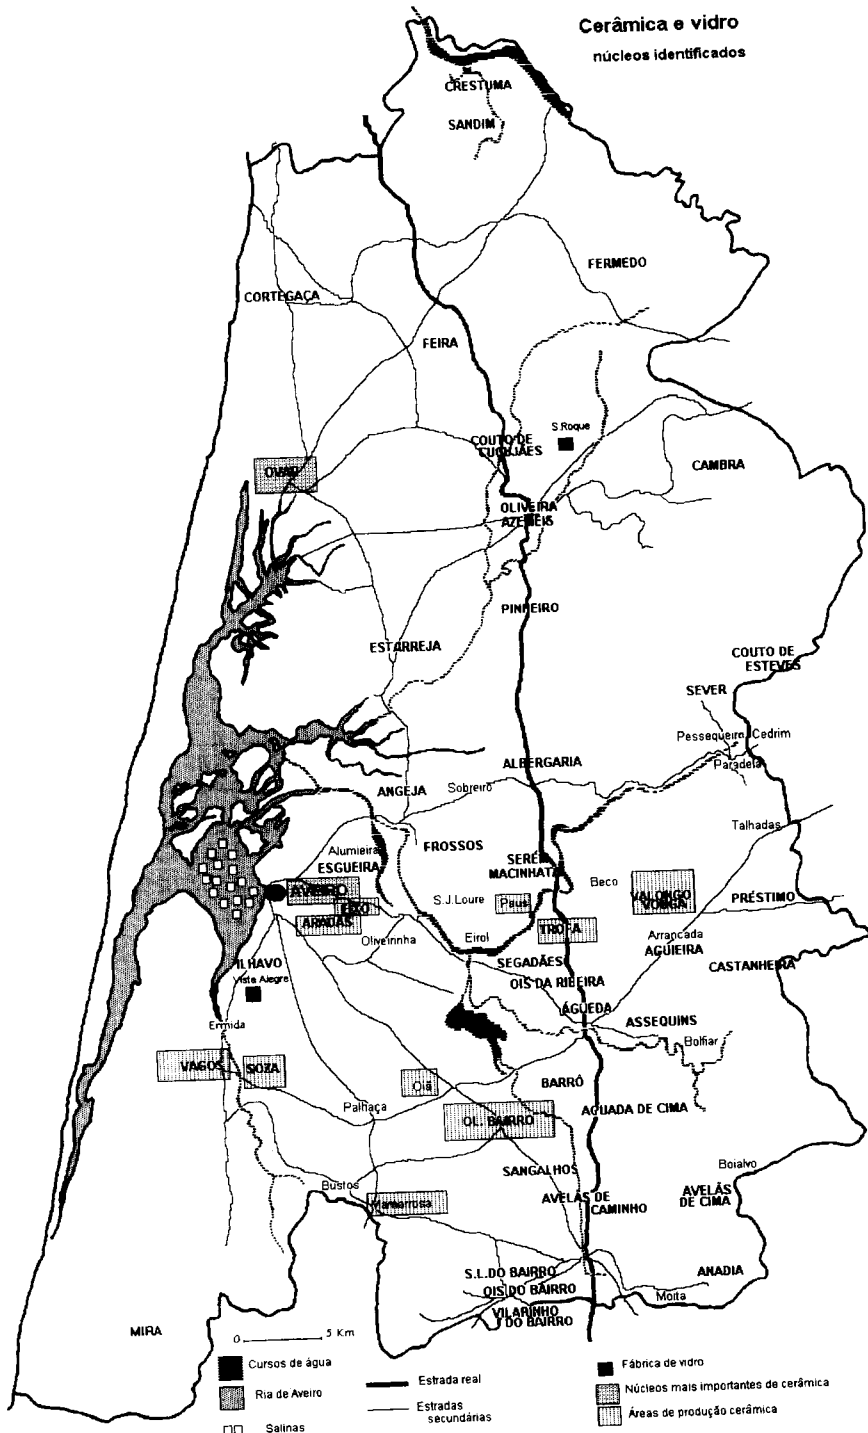 Cerâmica e vidro
núcleos identificados
CRESTUMA
SANDIM
FERMEDO
CORTEGAÇA
FEIRA
S.Roque
COUTO DE
CUCUJÃES
CAMBRA
OVAR
OLIVEIRA
AZEMEIS
PINHEIRO
ESTARREJA
COUTO DE
ESTEVES
SEVER
Pessegueiro
Cedrim
Paradela
ALBERGARIA
ANGEJA
Sobreiro
Talhadas
Alumieira
FROSSOS
ESGUEIRA
SEREM
MACINHATA
Beco
AVEIRO
VALONGO
VOUGA
PRÉSTIMO
S.J.Loure
Paus
EIXO
ARADAS
TROFA
Arrancada
Oliveirinha
Eirol
AGUIEIRA
SEGADÃES
CASTANHEIRA
ILHAVO
Vista Alegre
OIS DA RIBEIRA
ÁGUEDA
ASSEQUINS
Ermida
Bolfiar
VAGOS
SOZA
Oiã
BARRÔ
Palhaça
AGUADA DE CIMA
OL. BAIRRO
SANGALHOS
Boialvo
Bustos
AVELÃS
DE CIMA
Mamarrosa
AVELÃS DE
CAMINHO
S.L.DO BAIRRO
ANADIA
OIS DO BAIRRO
Moita
VILARINHO
DO BAIRRO
MIRA
0 5 Km
Cursos de água
Ria de Aveiro
Salinas
Estrada real
Estradas
secundárias
Fábrica de vidro
Núcleos mais importantes de cerâmica
Áreas de produção cerâmica